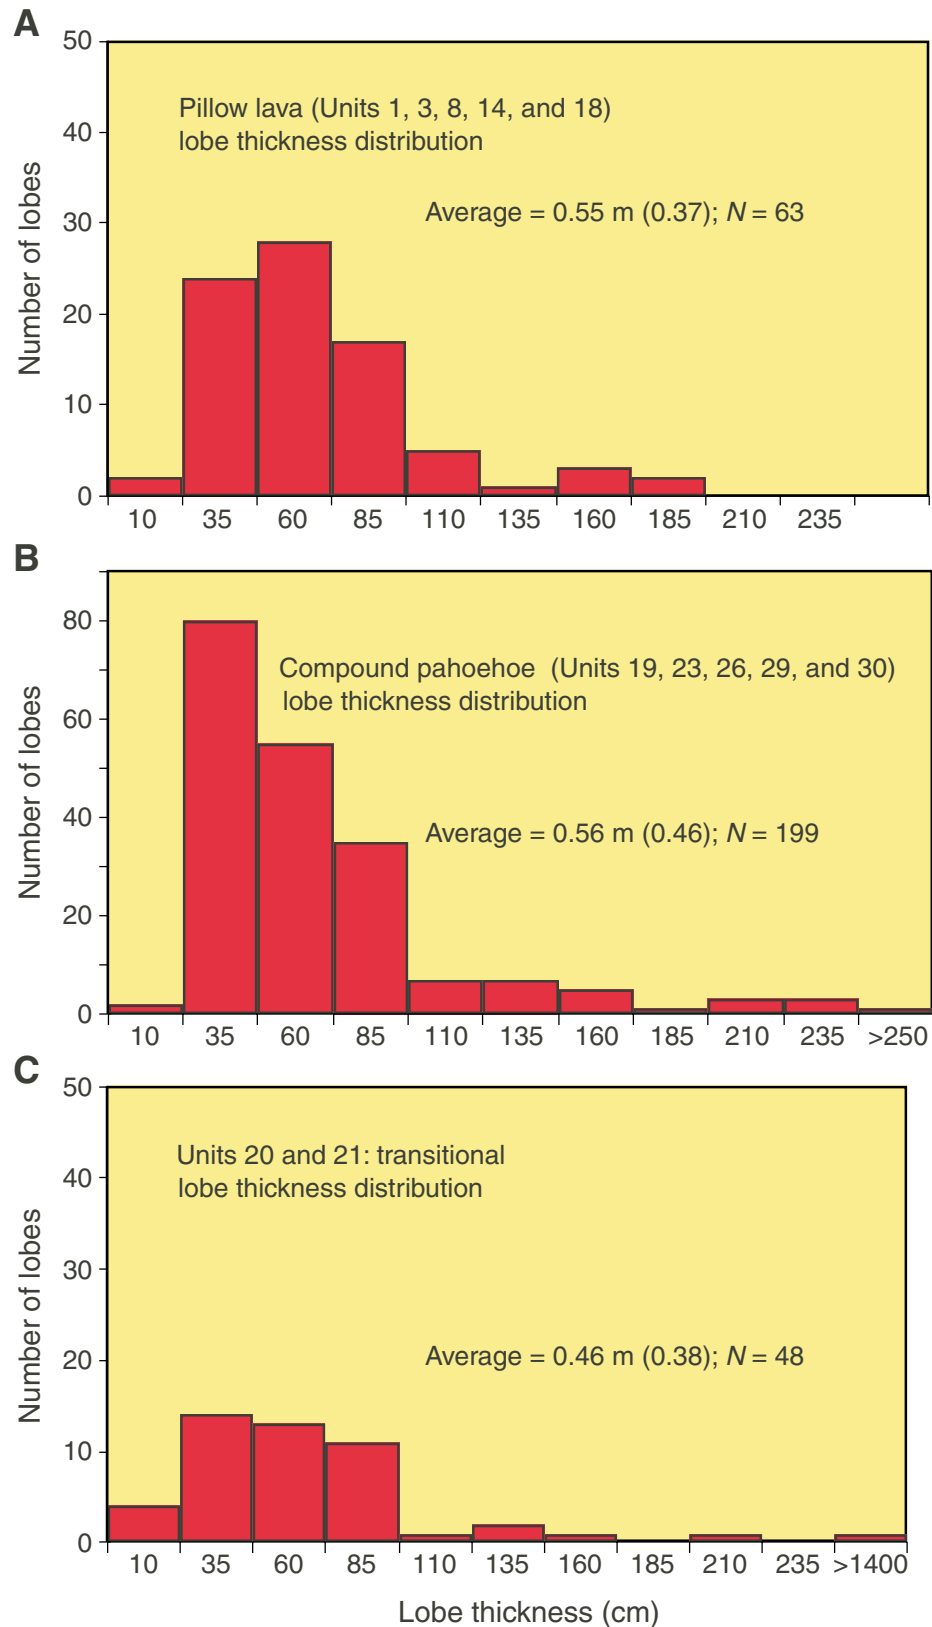 A
50
40
30
20
10
0
Number of lobes
Pillow lava (Units 1, 3, 8, 14, and 18)
lobe thickness distribution
Average = 0.55 m (0.37); N = 63
10 35 60 85 110 135 160 185 210 235
B
80
60
40
20
0
Number of lobes
Compound pahoehoe (Units 19, 23, 26, 29, and 30)
lobe thickness distribution
Average = 0.56 m (0.46); N = 199
10 35 60 85 110 135 160 185 210 235 >250
C
50
40
30
20
10
0
Number of lobes
Units 20 and 21: transitional
lobe thickness distribution
Average = 0.46 m (0.38); N = 48
10 35 60 85 110 135 160 185 210 235 >1400
Lobe thickness (cm)